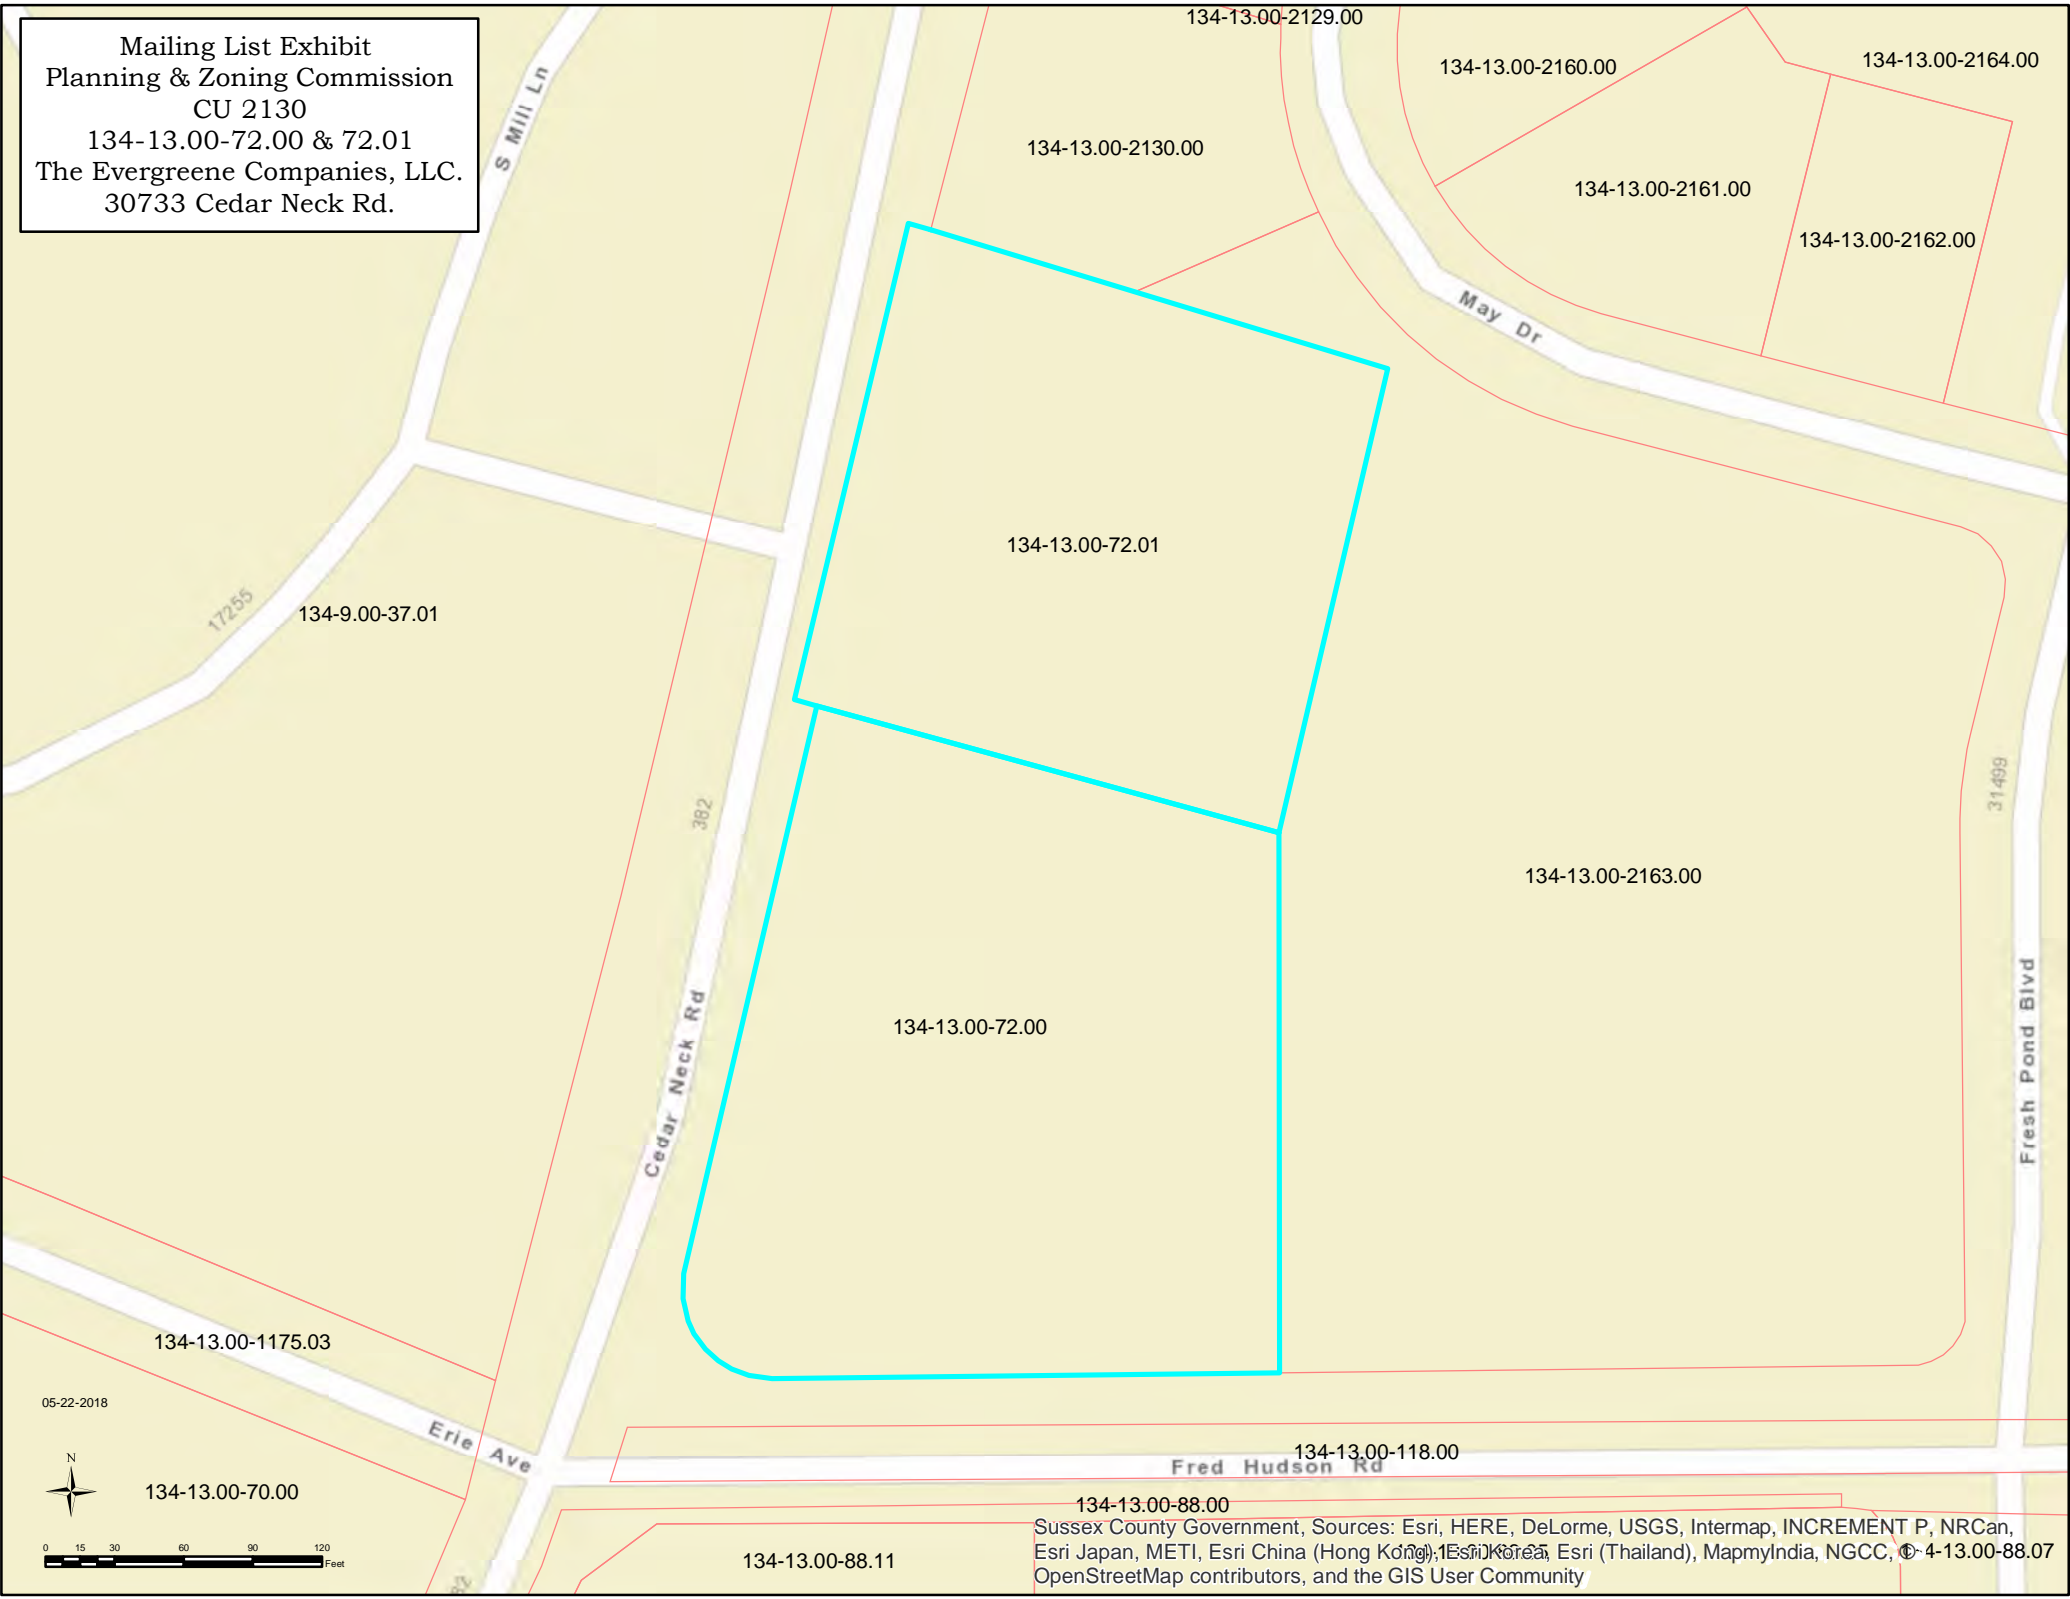 Mailing List Exhibit
Planning & Zoning Commission
CU 2130
134-13.00-72.00 & 72.01
The Evergreene Companies, LLC.
30733 Cedar Neck Rd.
134-13.00-2129.00
134-13.00-2160.00
134-13.00-2164.00
S Mill Ln
134-13.00-2130.00
134-13.00-2161.00
134-13.00-2162.00
May Dr
134-13.00-72.01
17255
134-9.00-37.01
382
31499
134-13.00-2163.00
134-13.00-72.00
Cedar Neck Rd
Fresh Pond Blvd
134-13.00-1175.03
05-22-2018
Erie Ave
134-13.00-118.00
Fred Hudson Rd
N
134-13.00-70.00
134-13.00-88.00
0 15 30 60 90 120
Feet
134-13.00-88.11
Sussex County Government, Sources: Esri, HERE, DeLorme, USGS, Intermap, INCREMENT P, NRCan,
Esri Japan, METI, Esri China (Hong Kong), Esri Korea, Esri (Thailand), MapmyIndia, NGCC, ©
4-13.00-88.07
OpenStreetMap contributors, and the GIS User Community